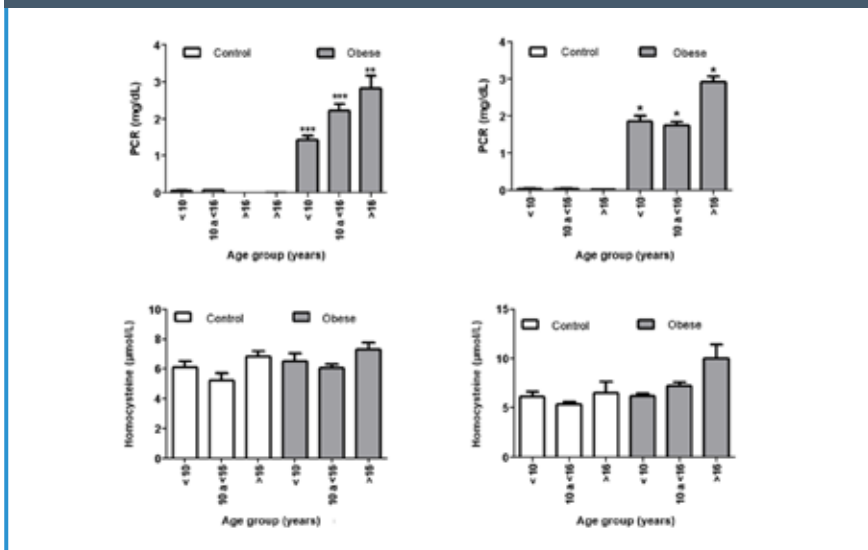 Control Obese
PCR (mg/dL)
4
3
2
1
0
*** *** **
< 10 10 a <16 >16 >16 < 10 10 a <16 >16
Age group (years)
Control Obese
PCR (mg/dL)
4
3
2
1
0
* * *
< 10 10 a <16 >16 < 10 10 a <16 >16
Age group (years)
Control Obese
Homocysteine (µmol/L)
10
8
6
4
2
0
< 10 10 a <16 >16 < 10 10 a <16 >16
Age group (years)
Control Obese
Homocysteine (µmol/L)
15
10
5
0
< 10 10 a <16 >16 < 10 10 a <16 >16
Age group (years)